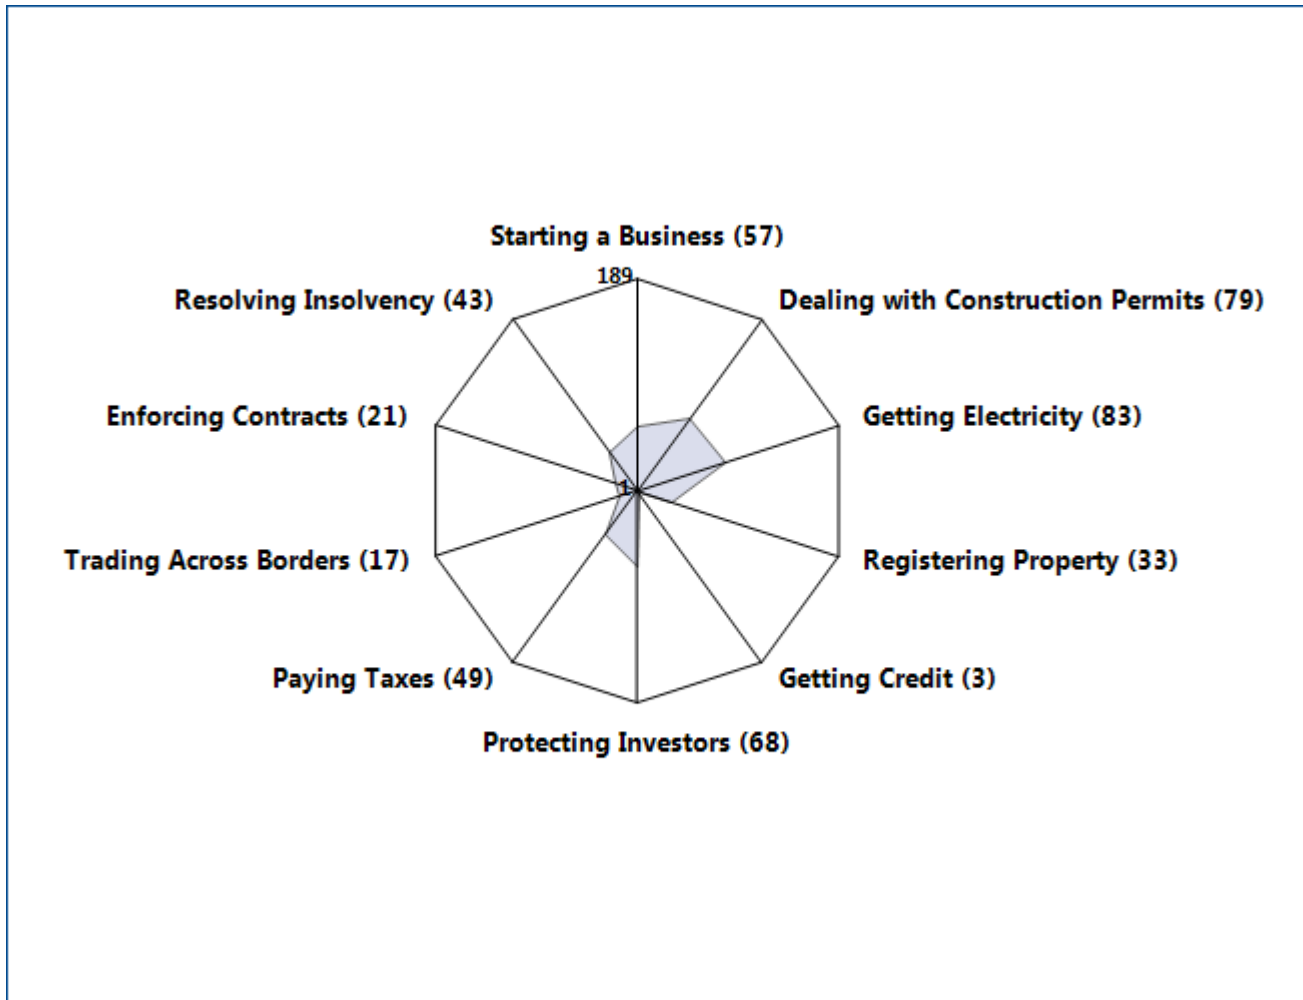 Starting a Business (57)
189
Resolving Insolvency (43)
Dealing with Construction Permits (79)
Enforcing Contracts (21)
Getting Electricity (83)
1
Trading Across Borders (17)
Registering Property (33)
Paying Taxes (49)
Getting Credit (3)
Protecting Investors (68)